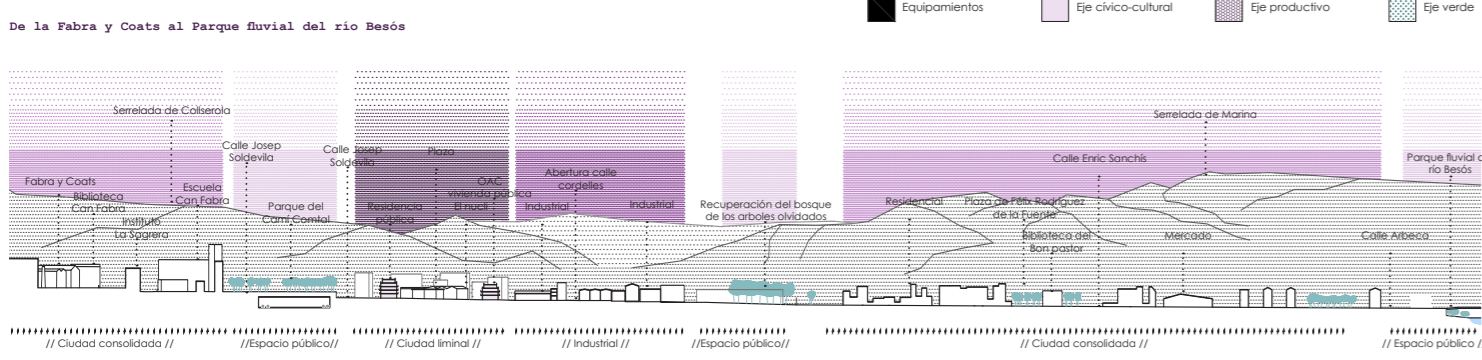 Equipamientos
Eje cívico-cultural
Eje productivo
Eje verde
De la Fabra y Coats al Parque fluvial del río Besós
Serrelada de Collserola
Serrelada de Marina
Calle Josep
Soldevila
Calle Josep
Soldevila
Plaza
Calle Enric Sanchís
Parque fluvial
río Besós
Fabra y Coats
Biblioteca
Can Fabra
Escuela
Can Fabra
Instituto
La Sagrera
Parque del
Camí Comtal
Residencia
pública
OAC
vivienda pública
El nucli
Abertura calle
cordelles
Industrial
Industrial
Recuperación del bosque
de los arboles olvidados
Residencial
Plaza de Félix Rodríguez
de la Fuente
Biblioteca del
Bon pastor
Mercado
Calle Arbeca
// Ciudad consolidada //
//Espacio público//
// Ciudad liminal //
// Industrial //
//Espacio público//
// Ciudad consolidada //
// Espacio público /